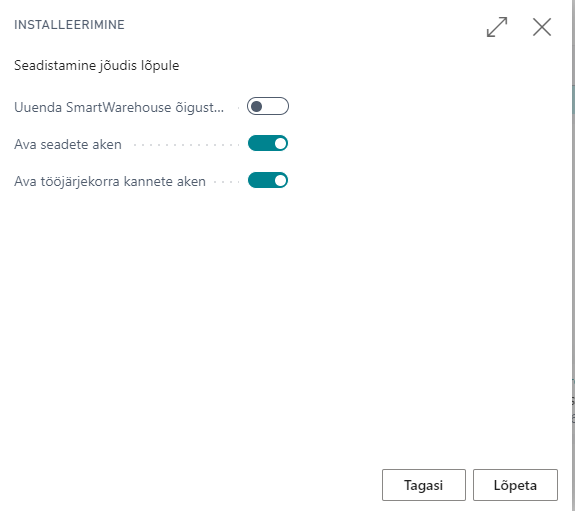 INSTALLEERIMINE
Seadistamine jõudis lõpule
Uuenda SmartWarehouse õigust...
Ava seadete aken
Ava tööjärjekorra kannete aken
Tagasi Lõpeta